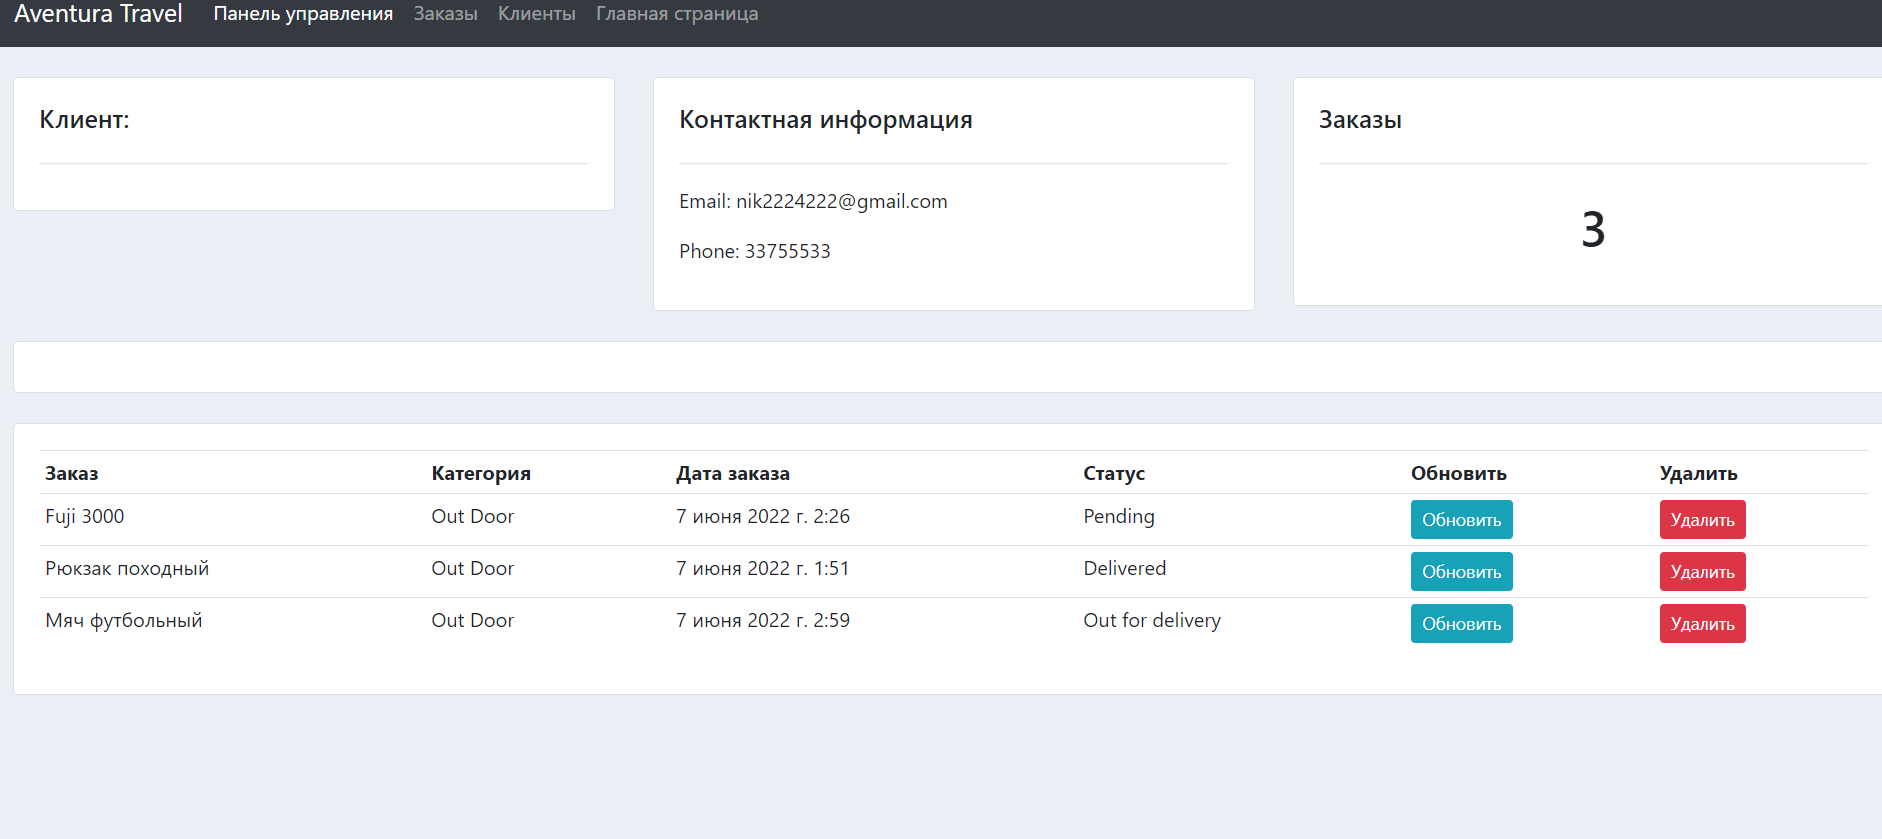 Aventura Travel Панель управления Заказы Клиенты Главная страница
Клиент:
Контактная информация
Email: nik2224222@gmail.com
Phone: 33755533
Заказы
3
Заказ Категория Дата заказа Статус Обновить Удалить
Fuji 3000 Out Door 7 июня 2022 г. 2:26 Pending Обновить Удалить
Рюкзак походный Out Door 7 июня 2022 г. 1:51 Delivered Обновить Удалить
Мяч футбольный Out Door 7 июня 2022 г. 2:59 Out for delivery Обновить Удалить